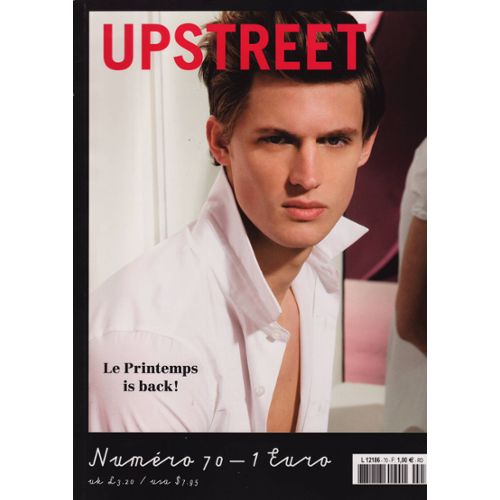 UPSTREET
Le Printemps
is back!
Numéro 70 – 1 Euro
uk £3.20 / usa $7.95
L 12186 - 70 - F: 1,00 € - RD